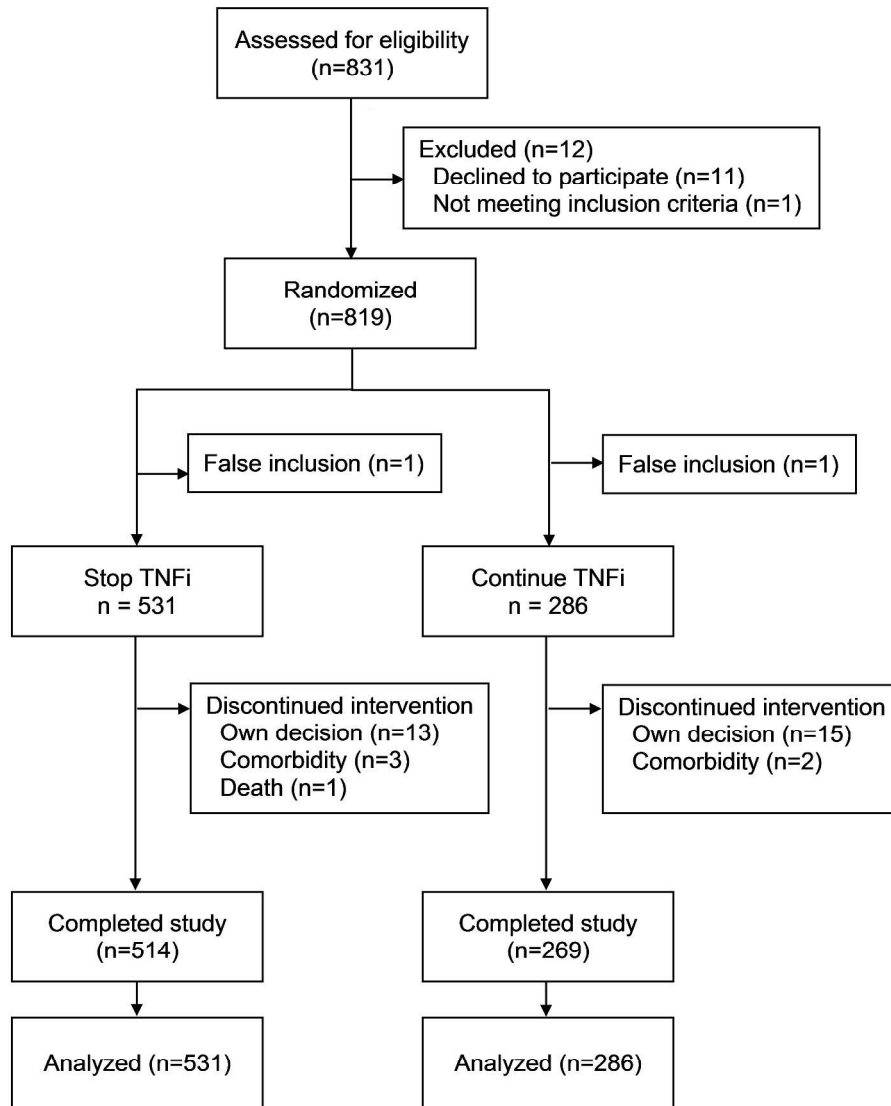 Assessed for eligibility
(n=831)
Excluded (n=12)
Declined to participate (n=11)
Not meeting inclusion criteria (n=1)
Randomized
(n=819)
False inclusion (n=1)
False inclusion (n=1)
Stop TNFi
n = 531
Continue TNFi
n = 286
Discontinued intervention
Own decision (n=13)
Comorbidity (n=3)
Death (n=1)
Discontinued intervention
Own decision (n=15)
Comorbidity (n=2)
Completed study
(n=514)
Completed study
(n=269)
Analyzed (n=531)
Analyzed (n=286)